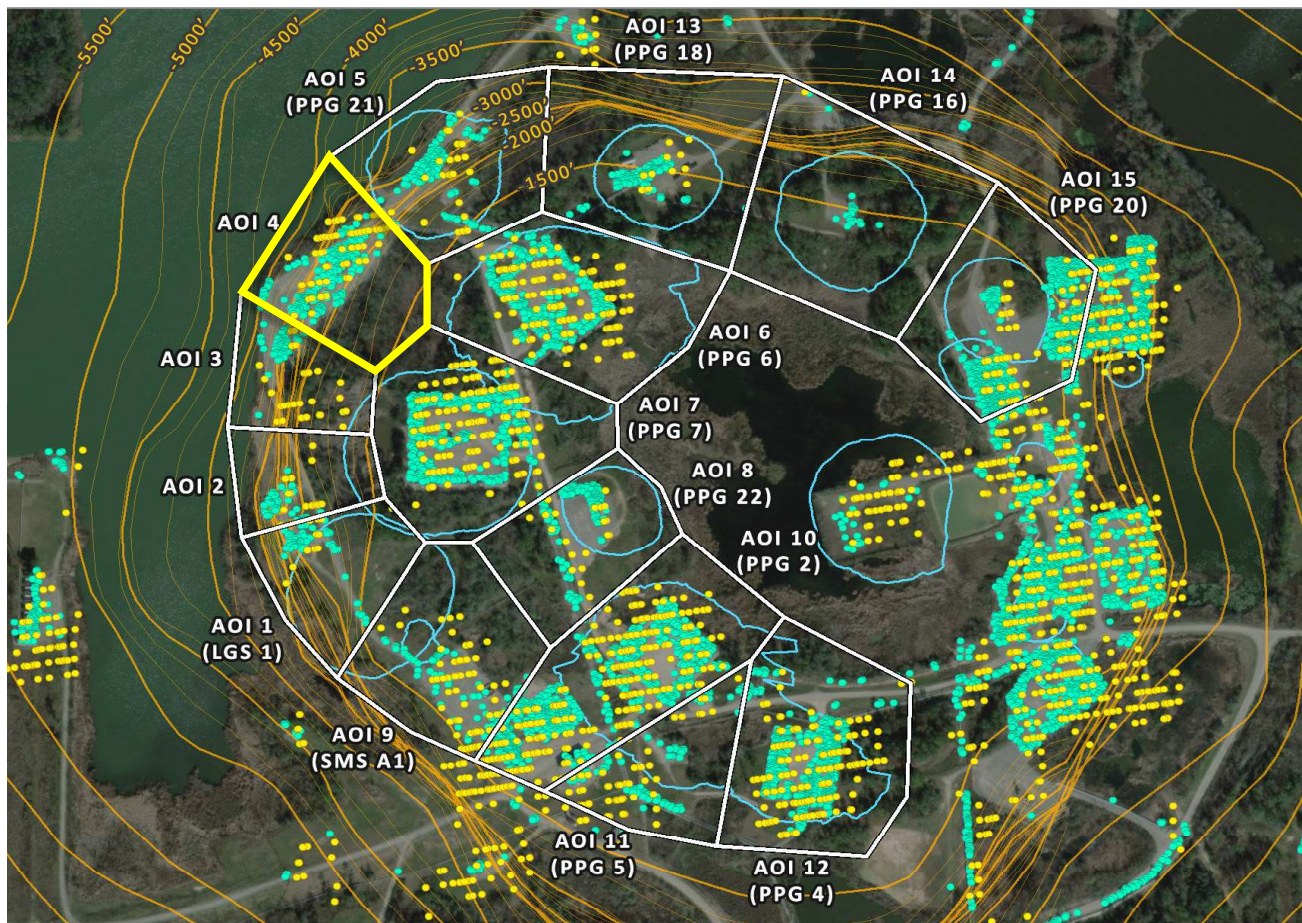 -5500'
-5000'
-4500'
-4000'
-3500'
-3000'
-2500'
-2000'
-1500'
AOI 13
(PPG 18)
AOI 14
(PPG 16)
AOI 5
(PPG 21)
AOI 15
(PPG 20)
AOI 4
AOI 3
AOI 6
(PPG 6)
AOI 7
(PPG 7)
AOI 8
(PPG 22)
AOI 2
AOI 10
(PPG 2)
AOI 1
(LGS 1)
AOI 9
(SMS A1)
AOI 11
(PPG 5)
AOI 12
(PPG 4)